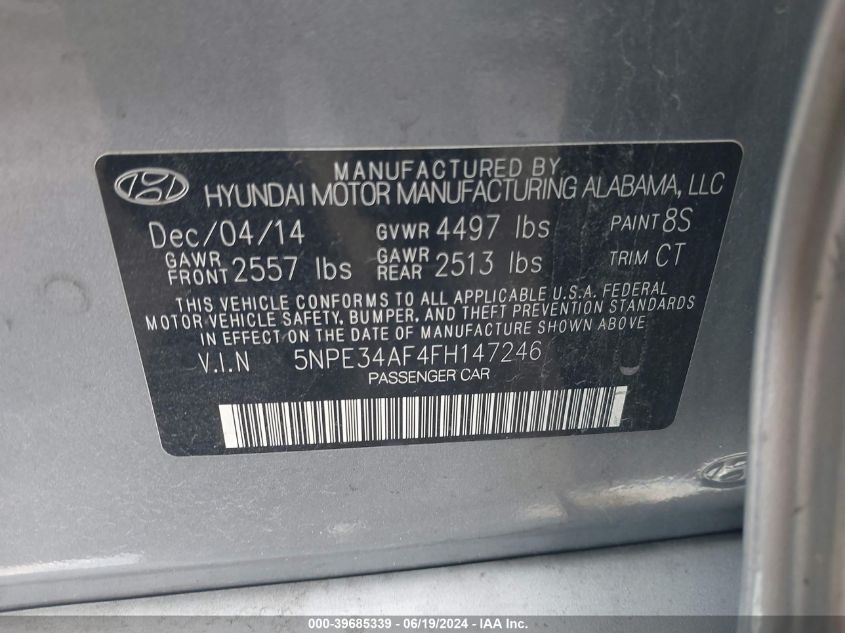 MANUFACTURED BY
HYUNDAI MOTOR MANUFACTURING ALABAMA, LLC
Dec/04/14 GVWR 4497 lbs PAINT 8S
GAWR FRONT 2557 lbs GAWR REAR 2513 lbs TRIM CT
THIS VEHICLE CONFORMS TO ALL APPLICABLE U.S.A. FEDERAL
MOTOR VEHICLE SAFETY, BUMPER, AND THEFT PREVENTION STANDARDS
IN EFFECT ON THE DATE OF MANUFACTURE SHOWN ABOVE
V.I.N 5NPE34AF4FH147246
PASSENGER CAR
000-39685339 - 06/19/2024 - IAA Inc.